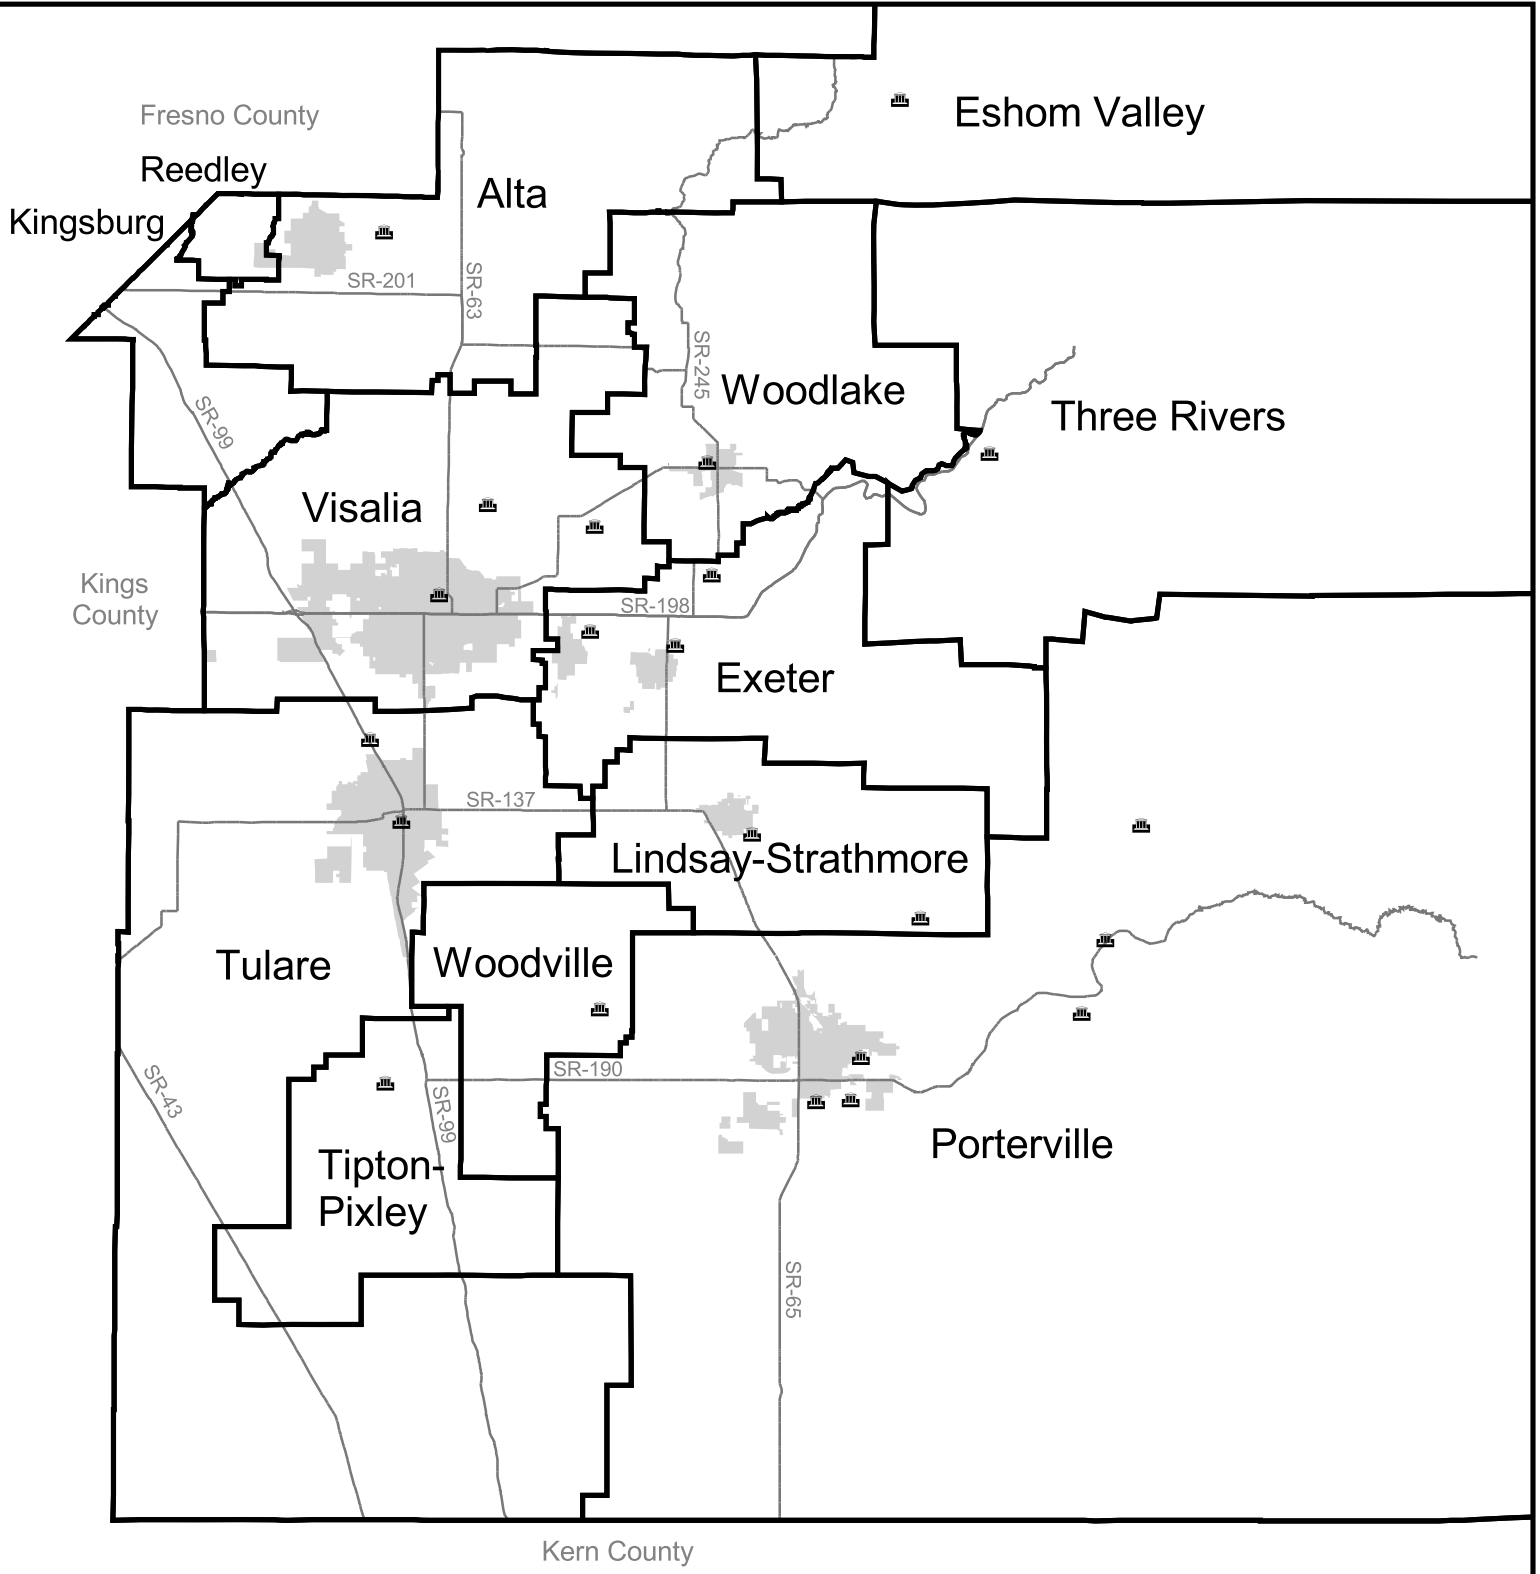 Eshom Valley
Fresno County
Reedley
Alta
Kingsburg
SR-201
SR-63
SR-245
Woodlake
Three Rivers
SR-99
Visalia
Kings
County
SR-198
Exeter
SR-137
Lindsay-Strathmore
Tulare
Woodville
SR-190
SR-43
SR-99
Porterville
Tipton-
Pixley
SR-65
Kern County